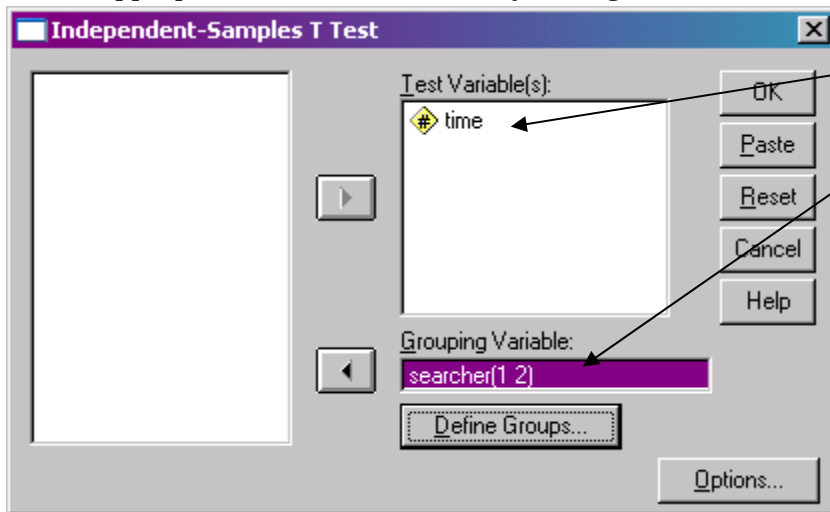 Independent-Samples T Test
Test Variable(s):
time
OK
Paste
Reset
Cancel
Help
Grouping Variable:
searcher(1 2)
Define Groups...
Options...